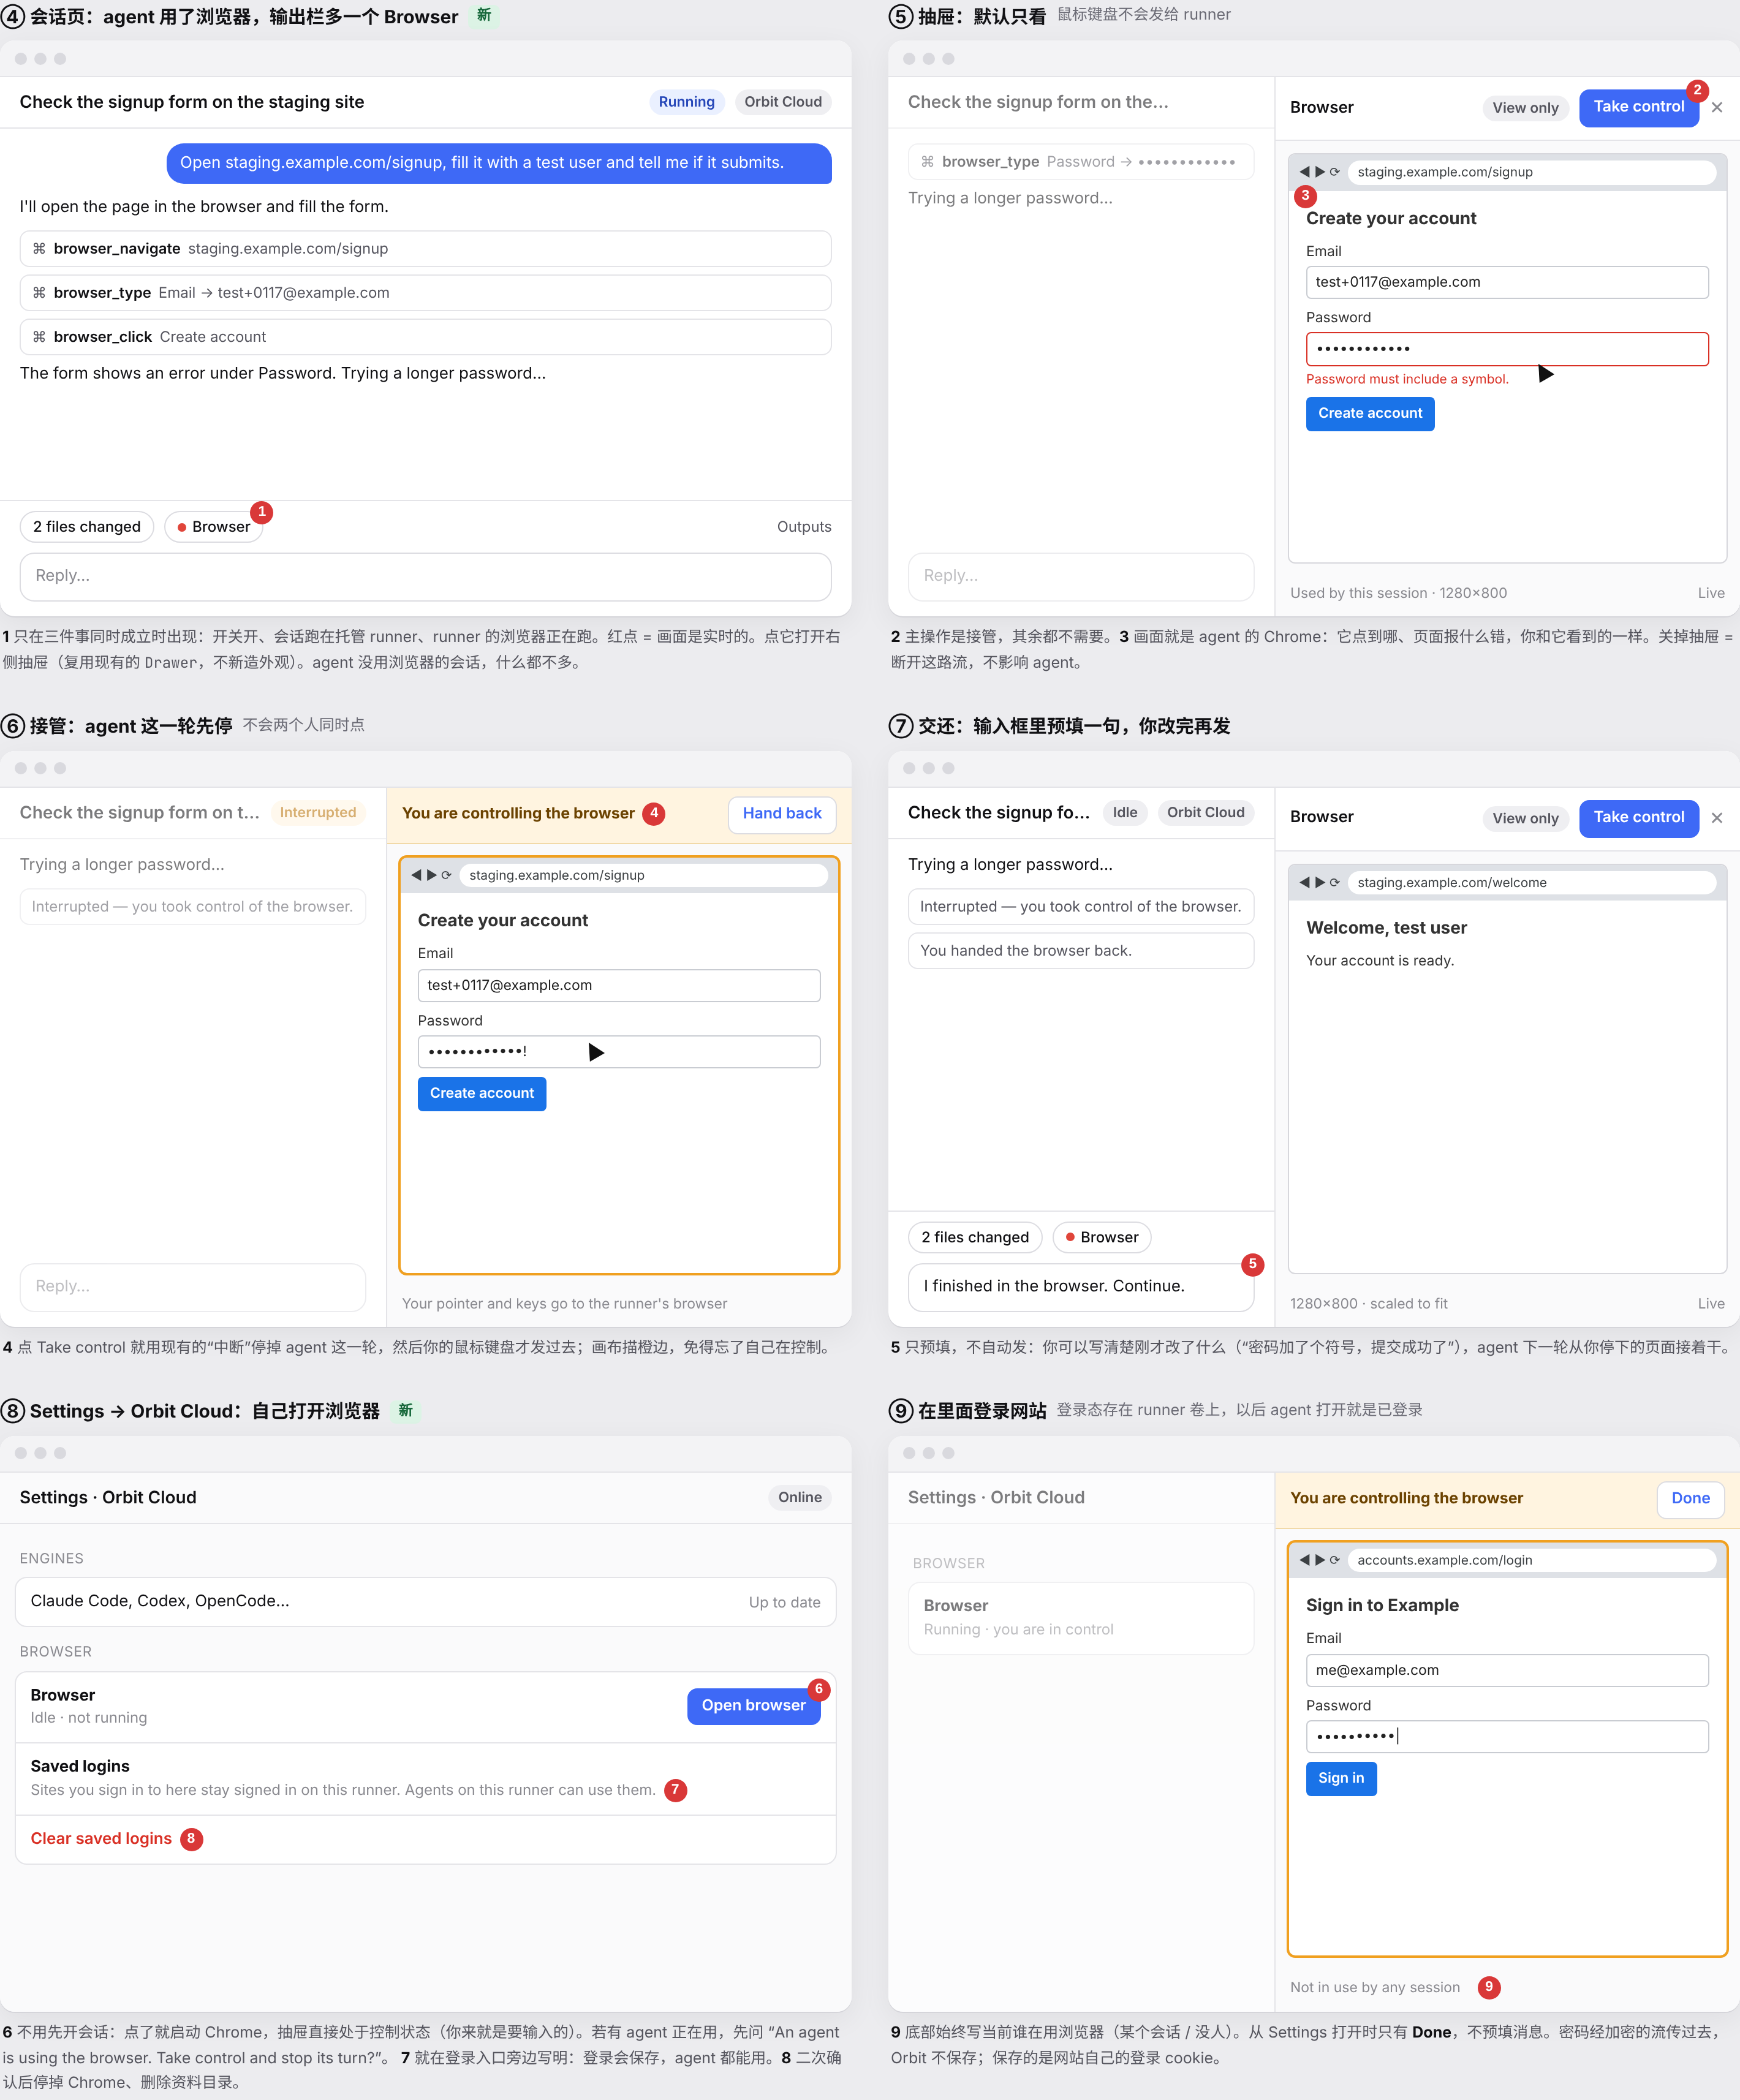 ④ 会话页：agent 用了浏览器，输出栏多一个 Browser 新
Check the signup form on the staging site Running Orbit Cloud
Open staging.example.com/signup, fill it with a test user and tell me if it submits.
I'll open the page in the browser and fill the form.
⌘ browser_navigate staging.example.com/signup
⌘ browser_type Email → test+0117@example.com
⌘ browser_click Create account
The form shows an error under Password. Trying a longer password...
2 files changed Browser 1 Outputs
Reply...
1 只在三件事同时成立时出现：开关开、会话跑在托管 runner、runner 的浏览器正在跑。红点 = 画面是实时的。点它打开右
侧抽屉（复用现有的 Drawer，不新造外观）。agent 没用浏览器的会话，什么都不多。
⑤ 抽屉：默认只看 鼠标键盘不会发给 runner
Check the signup form on the...
⌘ browser_type Password → ••••••••••••
Trying a longer password...
Reply...
Browser View only Take control 2 ×
◀ ▶ ⟳ staging.example.com/signup
3
Create your account
Email
test+0117@example.com
Password
••••••••••••
Password must include a symbol.
Create account
Used by this session · 1280×800 Live
2 主操作是接管，其余都不需要。3 画面就是 agent 的 Chrome：它点到哪、页面报什么错，你和它看到的一样。关掉抽屉 =
断开这路流，不影响 agent。
⑥ 接管：agent 这一轮先停 不会两个人同时点
Check the signup form on t... Interrupted
Trying a longer password...
Interrupted — you took control of the browser.
Reply...
You are controlling the browser 4 Hand back
◀ ▶ ⟳ staging.example.com/signup
Create your account
Email
test+0117@example.com
Password
••••••••••••!
Create account
Your pointer and keys go to the runner's browser
4 点 Take control 就用现有的“中断”停掉 agent 这一轮，然后你的鼠标键盘才发过去；画布描橙边，免得忘了自己在控制。
⑦ 交还：输入框里预填一句，你改完再发
Check the signup fo... Idle Orbit Cloud
Trying a longer password...
Interrupted — you took control of the browser.
You handed the browser back.
2 files changed Browser
5
I finished in the browser. Continue.
Browser View only Take control ×
◀ ▶ ⟳ staging.example.com/welcome
Welcome, test user
Your account is ready.
1280×800 · scaled to fit Live
5 只预填，不自动发：你可以写清楚刚才改了什么（“密码加了个符号，提交成功了”），agent 下一轮从你停下的页面接着干。
⑧ Settings → Orbit Cloud：自己打开浏览器 新
Settings · Orbit Cloud Online
ENGINES
Claude Code, Codex, OpenCode... Up to date
BROWSER
Browser
Idle · not running
Open browser 6
Saved logins
Sites you sign in to here stay signed in on this runner. Agents on this runner can use them. 7
Clear saved logins 8
6 不用先开会话：点了就启动 Chrome，抽屉直接处于控制状态（你来就是要输入的）。若有 agent 正在用，先问 “An agent
is using the browser. Take control and stop its turn?”。 7 就在登录入口旁边写明：登录会保存，agent 都能用。8 二次确
认后停掉 Chrome、删除资料目录。
⑨ 在里面登录网站 登录态存在 runner 卷上，以后 agent 打开就是已登录
Settings · Orbit Cloud
BROWSER
Browser
Running · you are in control
You are controlling the browser Done
◀ ▶ ⟳ accounts.example.com/login
Sign in to Example
Email
me@example.com
Password
••••••••••
Sign in
Not in use by any session 9
9 底部始终写当前谁在用浏览器（某个会话 / 没人）。从 Settings 打开时只有 Done，不预填消息。密码经加密的流传过去，
Orbit 不保存；保存的是网站自己的登录 cookie。